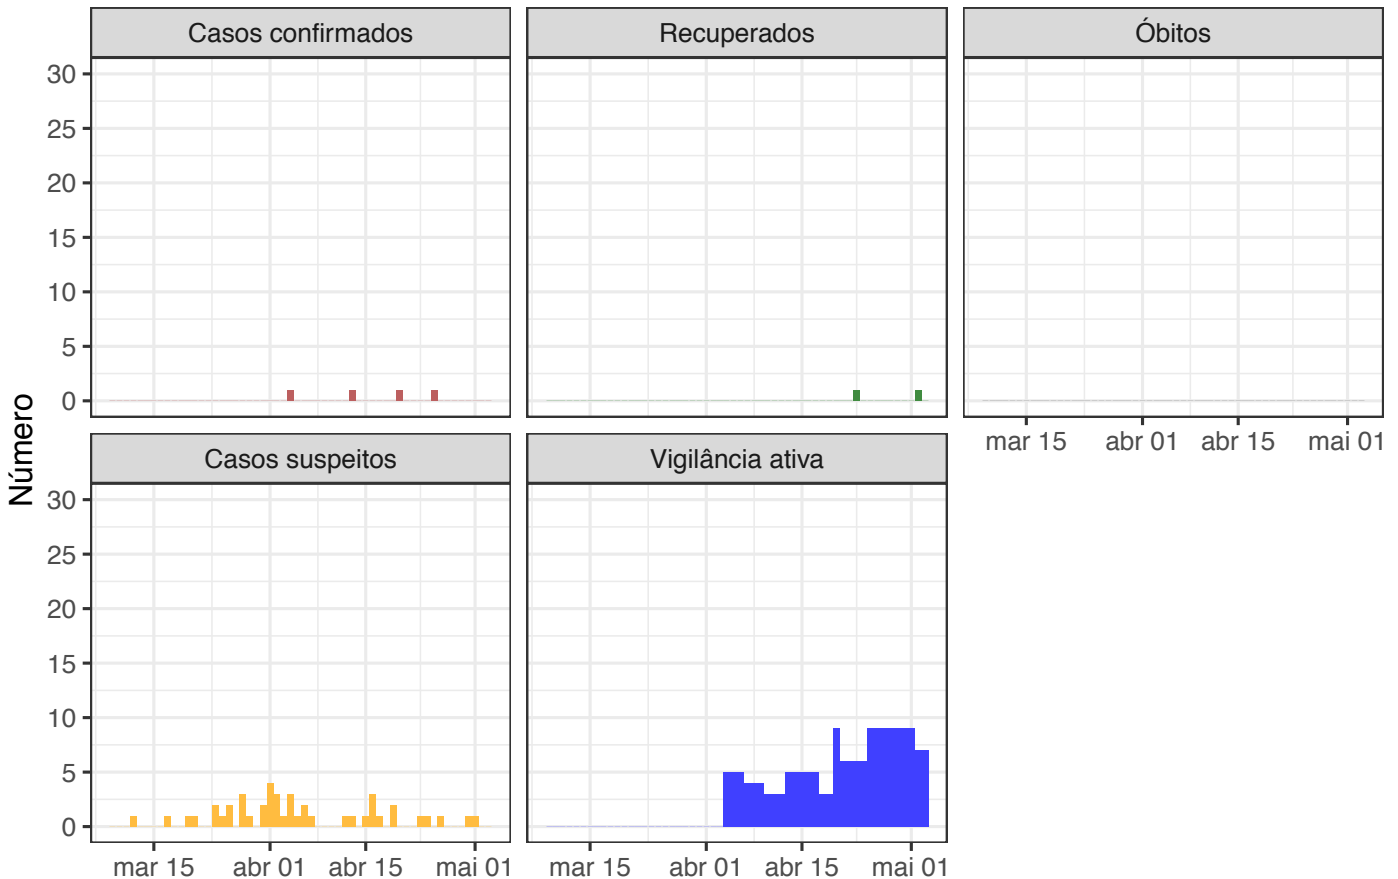 Casos confirmados
Recuperados
Óbitos
30
25
20
15
10
5
0
mar 15
abr 01
abr 15
mai 01
Número
Casos suspeitos
Vigilância ativa
30
25
20
15
10
5
0
mar 15
abr 01
abr 15
mai 01
mar 15
abr 01
abr 15
mai 01